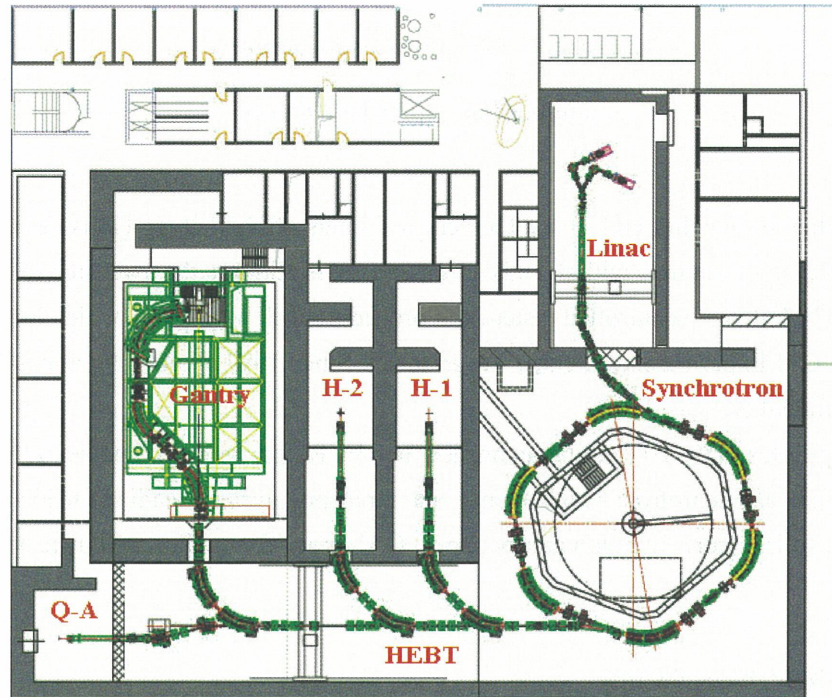 Linac
Gantry
H-2
H-1
Synchrotron
Q-A
HEBT